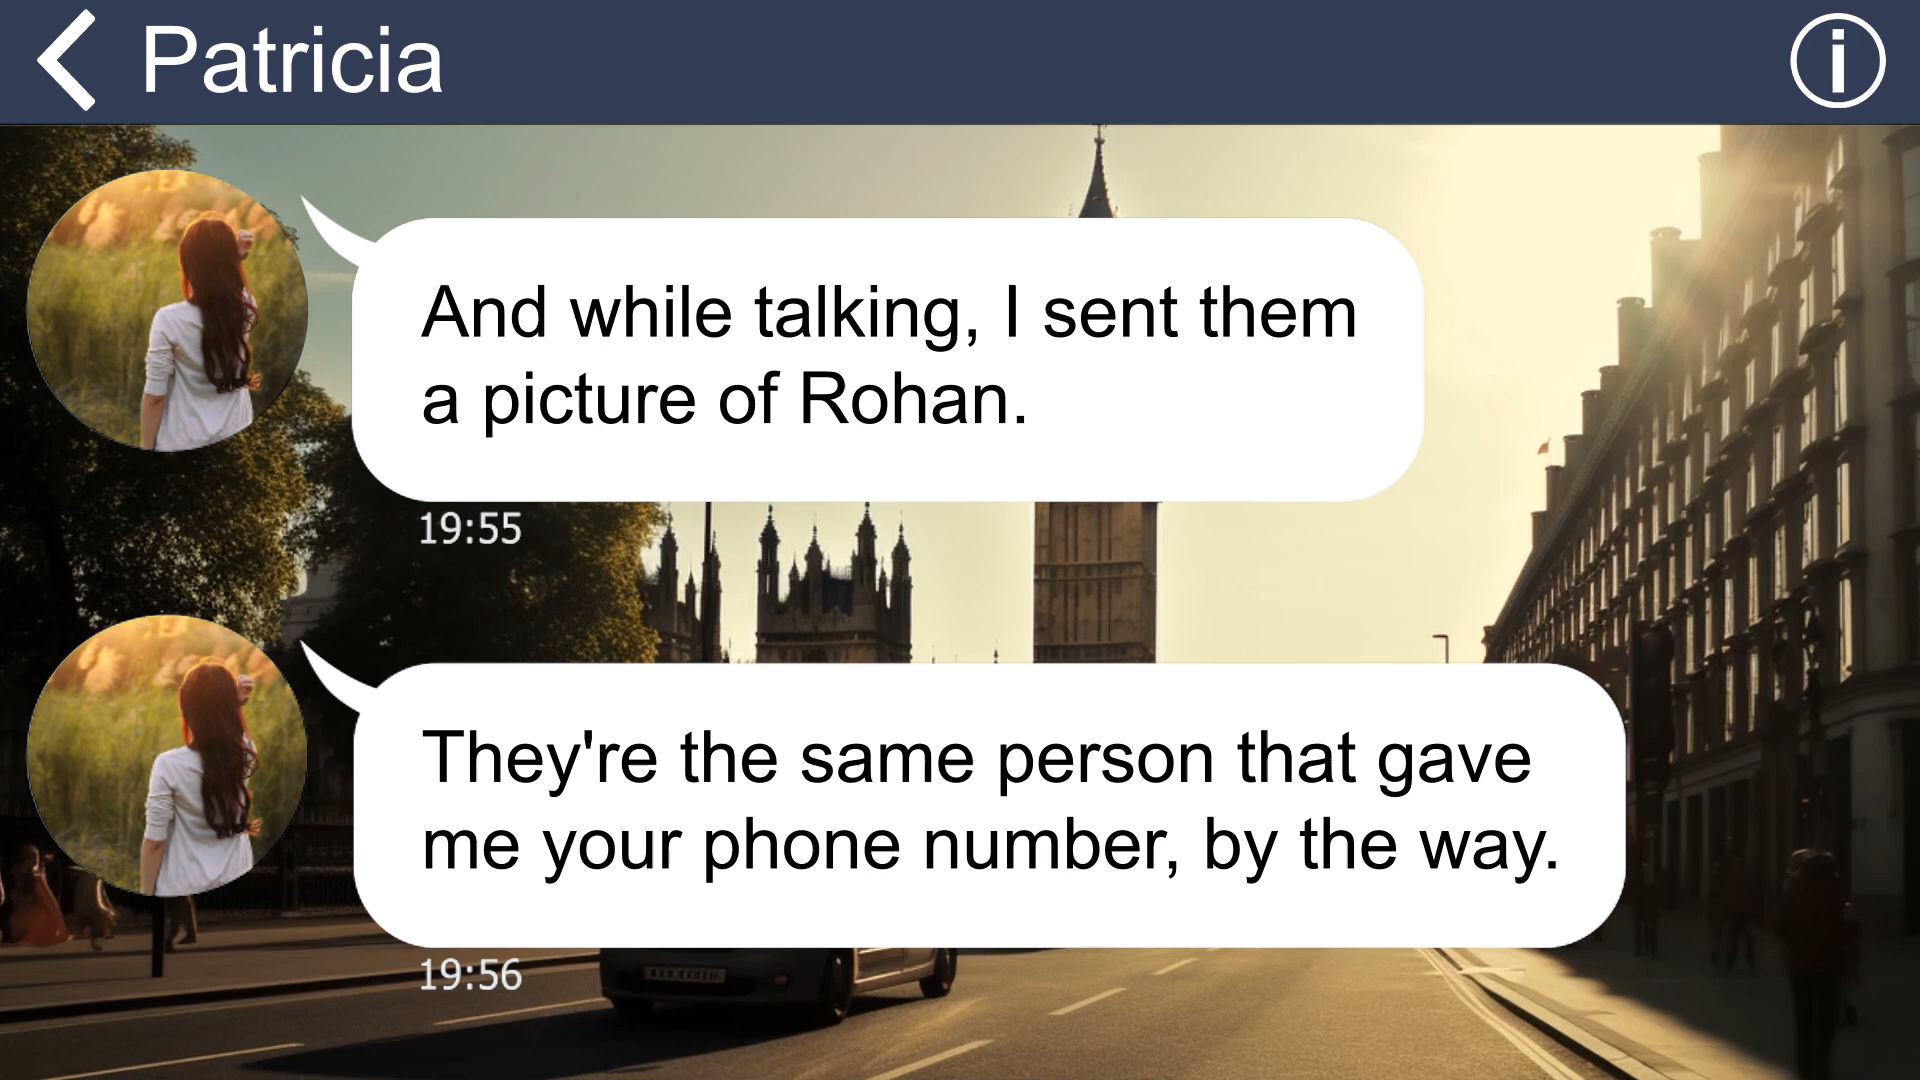 Patricia
And while talking, I sent them
a picture of Rohan.
19:55
They're the same person that gave
me your phone number, by the way.
19:56